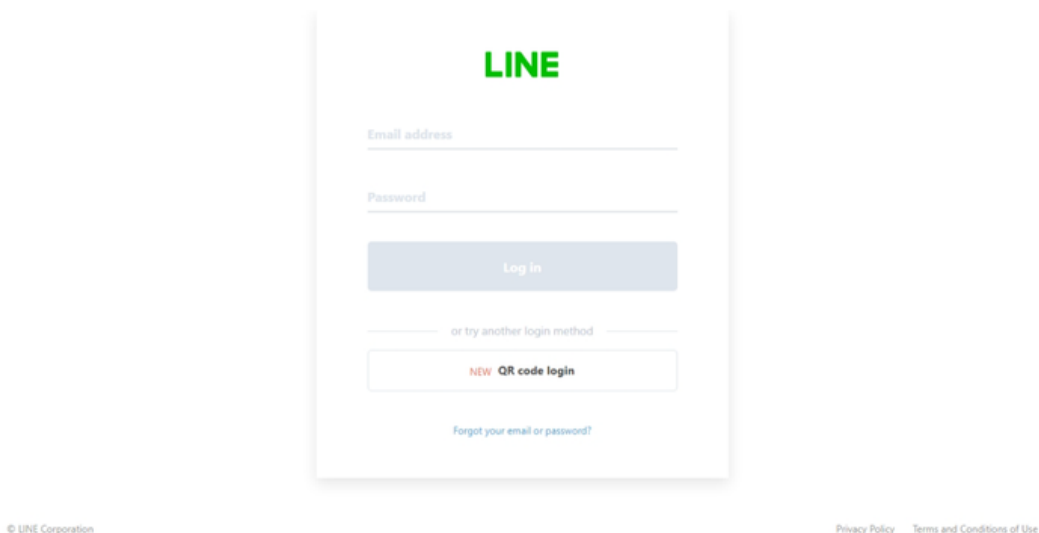 LINE
Email address
Password
Log in
or try another login method
NEW QR code login
Forgot your email or password?
© LINE Corporation
Privacy Policy Terms and Conditions of Use